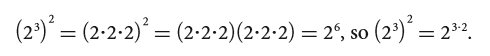 (2³)² = (2·2·2)² = (2·2·2)(2·2·2) = 2⁶, so (2³)² = 2³·².